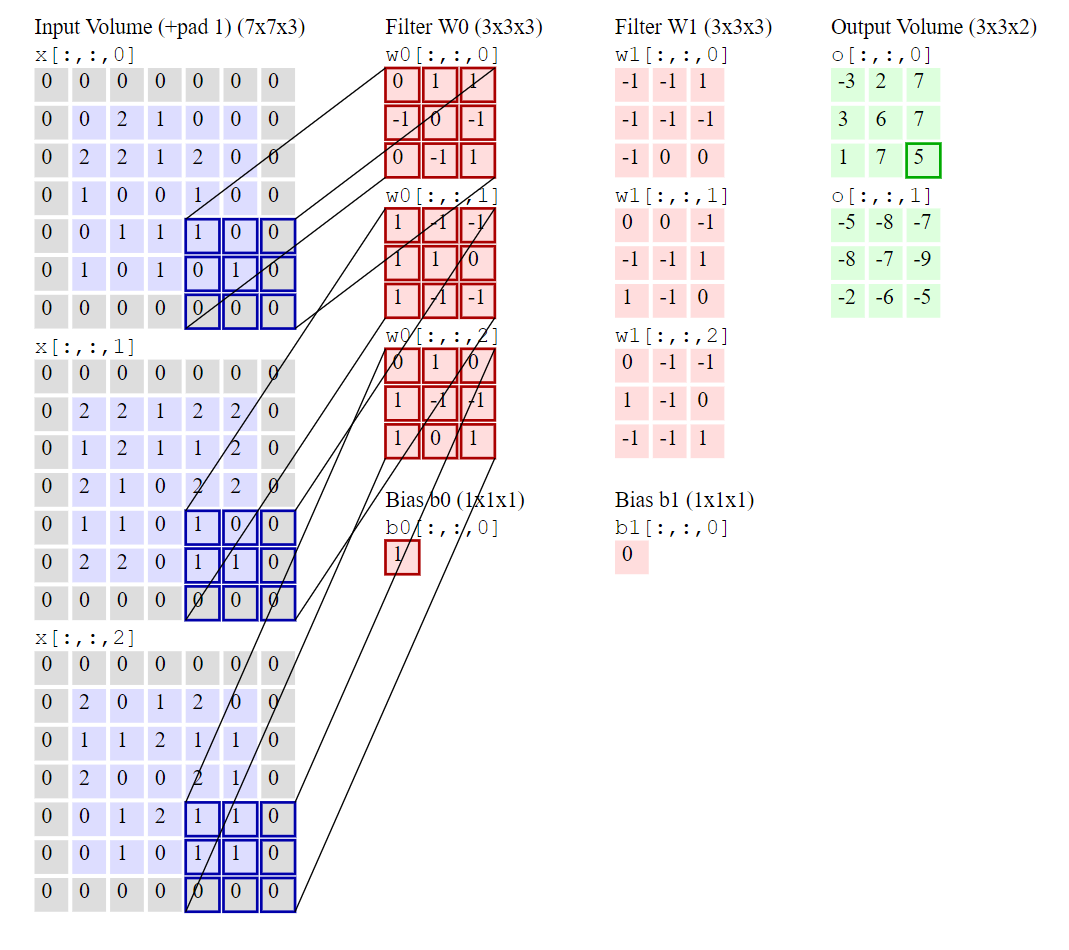 Input Volume (+pad 1) (7x7x3) Filter W0 (3x3x3) Filter W1 (3x3x3) Output Volume (3x3x2)
x[:,:,0] w0[:,:,0] w1[:,:,0] o[:,:,0]
0 0 0 0 0 0 0 0 1 1 -1 -1 1 -3 2 7
0 0 2 1 0 0 0 -1 0 -1 -1 -1 -1 3 6 7
0 2 2 1 2 0 0 0 -1 1 -1 0 0 1 7 5
0 1 0 0 1 0 0 w0[:,:,1] w1[:,:,1] o[:,:,1]
0 0 1 1 1 0 0 1 -1 -1 0 0 -1 -5 -8 -7
0 1 0 1 0 1 0 1 1 0 -1 -1 1 -8 -7 -9
0 0 0 0 0 0 0 1 -1 -1 1 -1 0 -2 -6 -5
x[:,:,1] w0[:,:,2] w1[:,:,2]
0 0 0 0 0 0 0 0 1 0 0 -1 -1
0 2 2 1 2 2 0 1 -1 -1 1 -1 0
0 1 2 1 1 2 0 1 0 1 -1 -1 1
0 2 1 0 2 2 0 Bias b0 (1x1x1) Bias b1 (1x1x1)
0 1 1 0 1 0 0 b0[:,:,0] b1[:,:,0]
0 2 2 0 1 1 0 1 0
0 0 0 0 0 0 0
x[:,:,2]
0 0 0 0 0 0 0
0 2 0 1 2 0 0
0 1 1 2 1 1 0
0 2 0 0 2 1 0
0 0 1 2 1 1 0
0 0 1 0 1 1 0
0 0 0 0 0 0 0